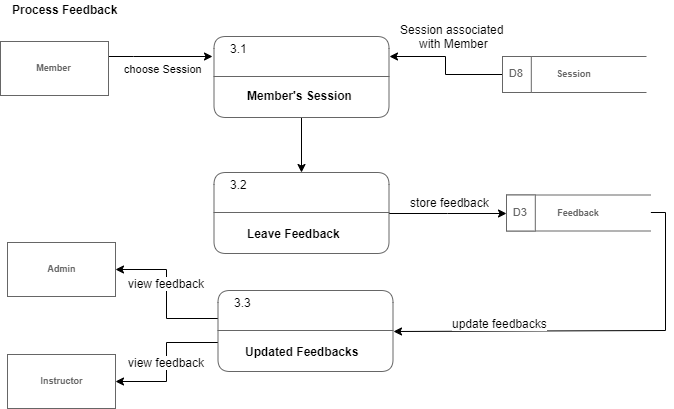 Process Feedback
Member
choose Session
3.1
Member's Session
Session associated
with Member
D8
Session
3.2
Leave Feedback
store feedback
D3
Feedback
Admin
view feedback
3.3
Updated Feedbacks
update feedbacks
view feedback
Instructor